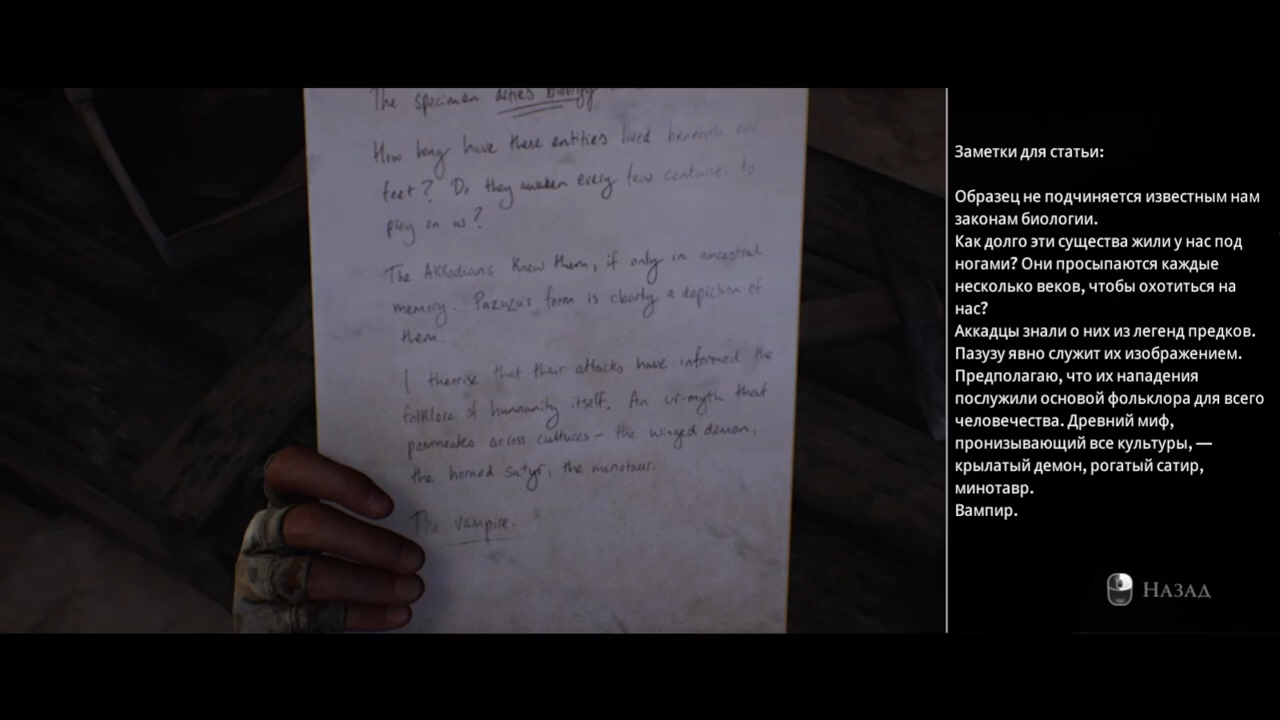 The specimen defies biology
How long have these entities lived beneath our
feet? Do they awaken every few centuries to
prey on us?
The Akkadians knew them, if only in ancestral
memory. Pazuzu's form is clearly a depiction of
them.
I theorise that their attacks have informed the
folklore of humanity itself. An ur-myth that
permeates across cultures – the winged demon,
the horned satyr, the minotaur.
The vampire.
Заметки для статьи:
Образец не подчиняется известным нам
законам биологии.
Как долго эти существа жили у нас под
ногами? Они просыпаются каждые
несколько веков, чтобы охотиться на
нас?
Аккадцы знали о них из легенд предков.
Пазузу явно служит их изображением.
Предполагаю, что их нападения
послужили основой фольклора для всего
человечества. Древний миф,
пронизывающий все культуры, —
крылатый демон, рогатый сатир,
минотавр.
Вампир.
Назад